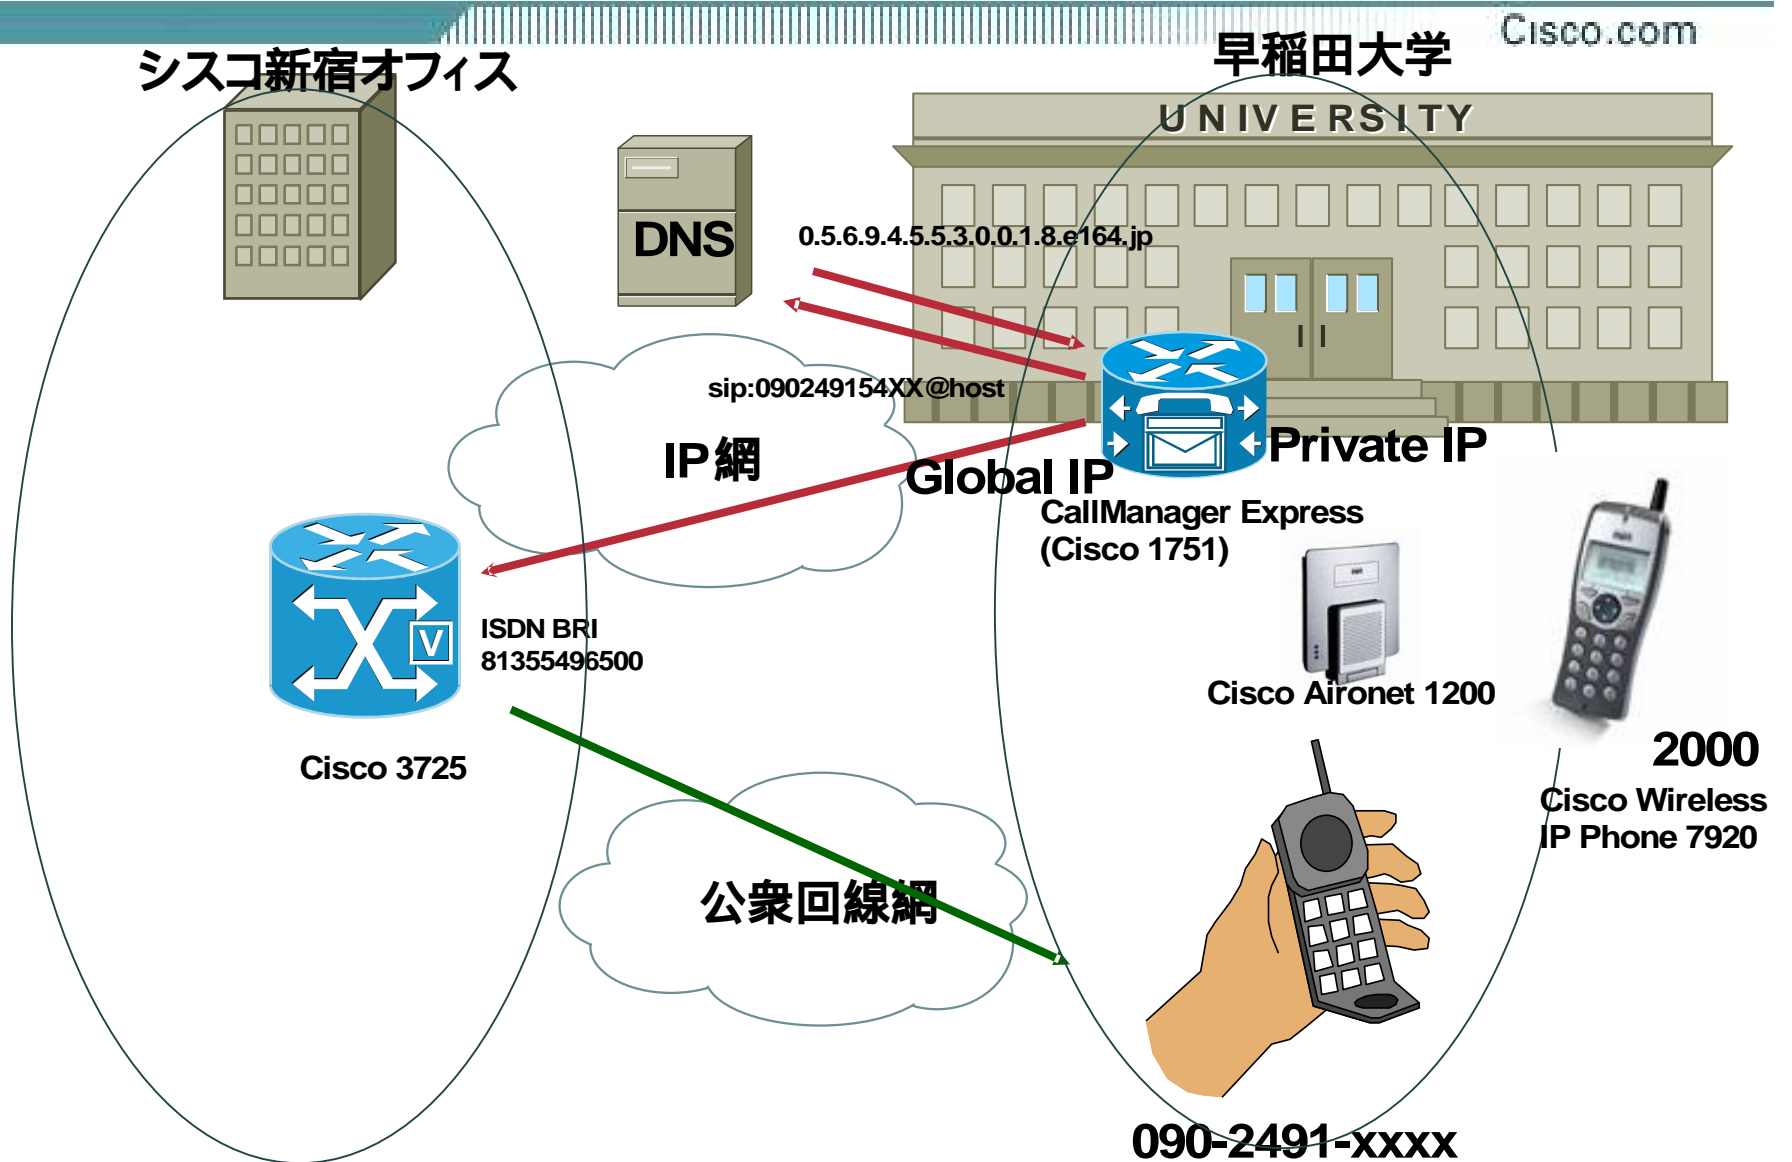 Cisco.com
シスコ新宿オフィス
早稲田大学
UNIVERSITY
DNS
0.5.6.9.4.5.5.3.0.0.1.8.e164.jp
sip:090249154XX@host
IP網
Global IP
Private IP
CallManager Express
(Cisco 1751)
ISDN BRI
81355496500
V
Cisco Aironet 1200
Cisco 3725
2000
Cisco Wireless
IP Phone 7920
公衆回線網
090-2491-xxxx